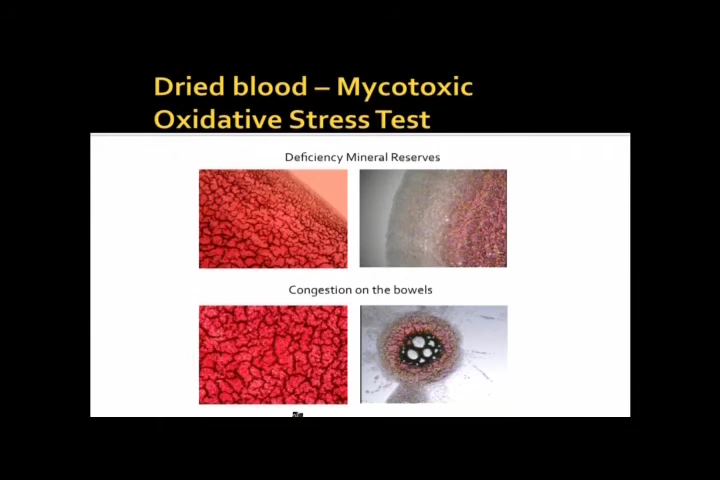 Dried blood – Mycotoxic
Oxidative Stress Test
Deficiency Mineral Reserves
Congestion on the bowels